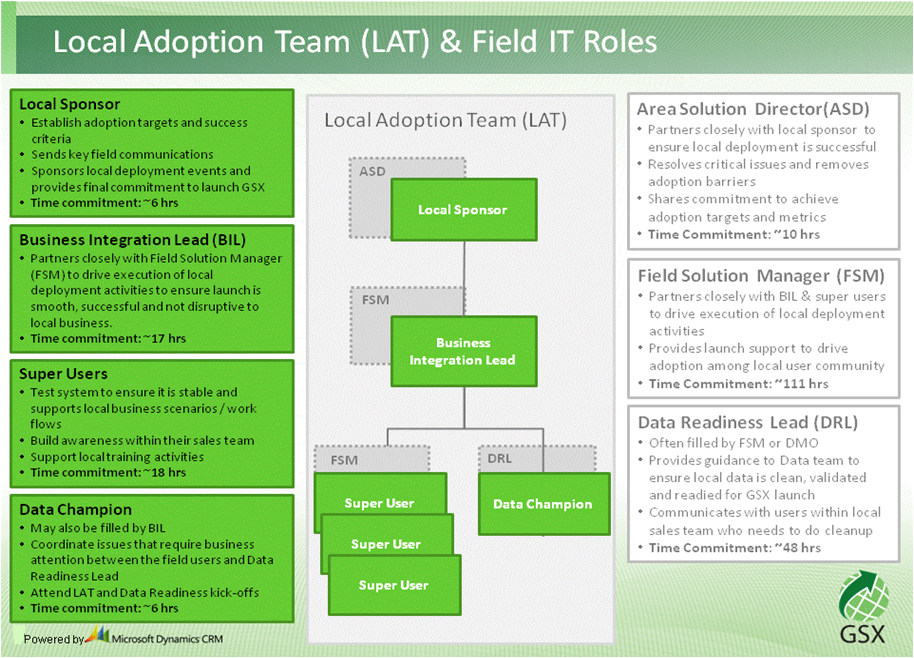 Local Adoption Team (LAT) & Field IT Roles
Local Sponsor
• Establish adoption targets and success
criteria
• Sends key field communications
• Sponsors local deployment events and
provides final commitment to launch GSX
• Time commitment: ~6 hrs
Business Integration Lead (BIL)
• Partners closely with Field Solution Manager
(FSM) to drive execution of local
deployment activities to ensure launch is
smooth, successful and not disruptive to
local business.
• Time commitment: ~17 hrs
Super Users
• Test system to ensure it is stable and
supports local business scenarios / work
flows
• Build awareness within their sales team
• Support local training activities
• Time commitment: ~18 hrs
Data Champion
• May also be filled by BIL
• Coordinate issues that require business
attention between the field users and Data
Readiness Lead
• Attend LAT and Data Readiness kick-offs
• Time commitment: ~6 hrs
Powered by Microsoft Dynamics CRM
Local Adoption Team (LAT)
ASD
Local Sponsor
FSM
Business
Integration Lead
FSM
Super User
Super User
Super User
DRL
Data Champion
Area Solution Director(ASD)
• Partners closely with local sponsor to
ensure local deployment is successful
• Resolves critical issues and removes
adoption barriers
• Shares commitment to achieve
adoption targets and metrics
• Time Commitment: ~10 hrs
Field Solution Manager (FSM)
• Partners closely with BIL & super users
to drive execution of local deployment
activities
• Provides launch support to drive
adoption among local user community
• Time Commitment: ~111 hrs
Data Readiness Lead (DRL)
• Often filled by FSM or DMO
• Provides guidance to Data team to
ensure local data is clean, validated
and readied for GSX launch
• Communicates with users within local
sales team who needs to do cleanup
• Time Commitment: ~48 hrs
GSX